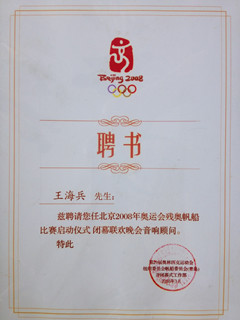 Beijing 2008
聘书
王海兵 先生:
兹聘请您任北京2008年奥运会残奥帆船
比赛启动仪式 闭幕联欢晚会音响顾问。
特此